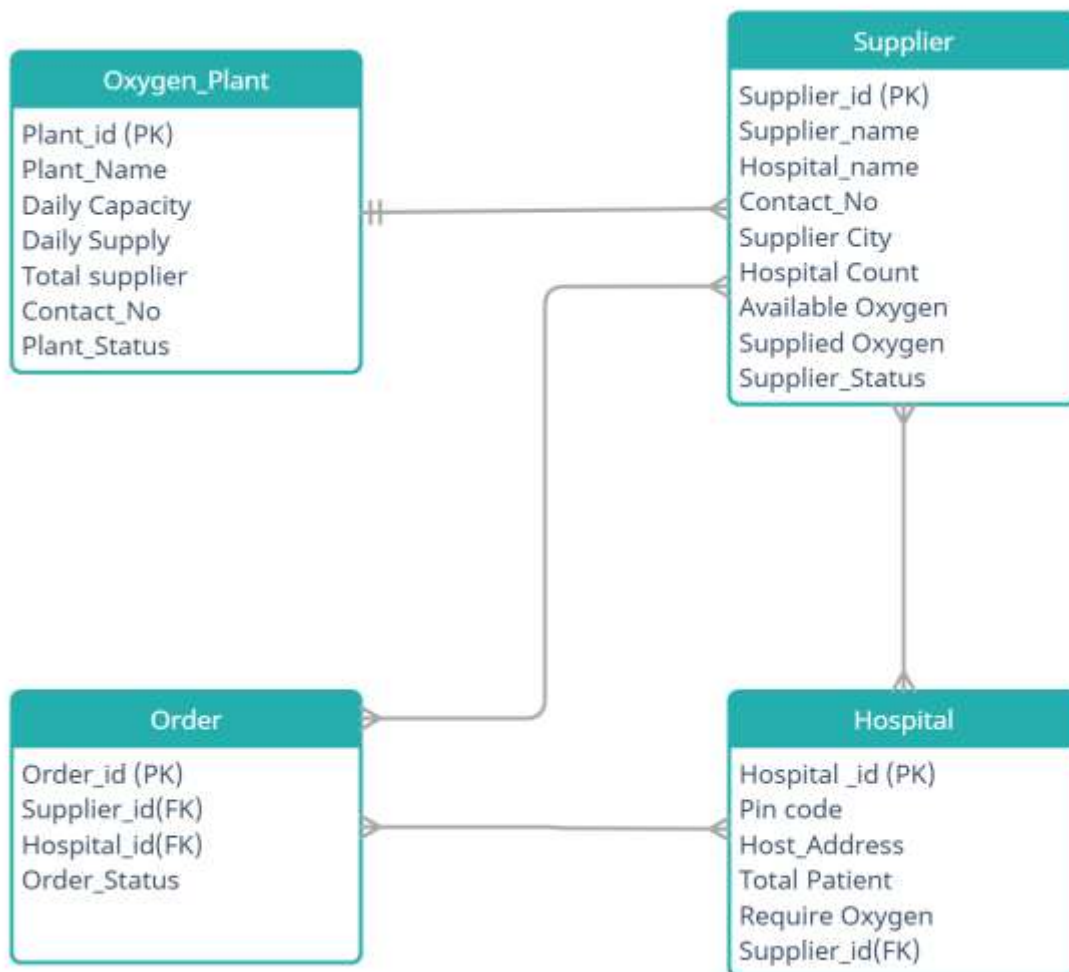 Oxygen_Plant
Plant_id (PK)
Plant_Name
Daily Capacity
Daily Supply
Total supplier
Contact_No
Plant_Status
Supplier
Supplier_id (PK)
Supplier_name
Hospital_name
Contact_No
Supplier City
Hospital Count
Available Oxygen
Supplied Oxygen
Supplier_Status
Order
Order_id (PK)
Supplier_id(FK)
Hospital_id(FK)
Order_Status
Hospital
Hospital _id (PK)
Pin code
Host_Address
Total Patient
Require Oxygen
Supplier_id(FK)